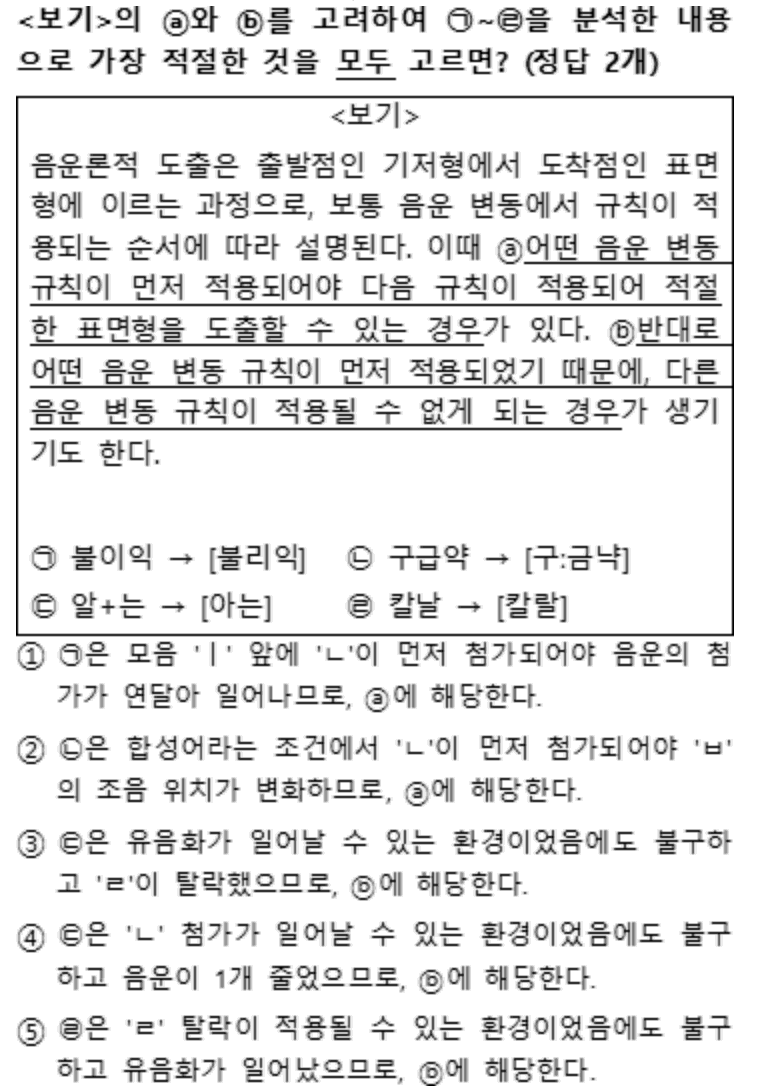 <보기>의 ⓐ와 ⓑ를 고려하여 ㉠~㉣을 분석한 내용
으로 가장 적절한 것을 모두 고르면? (정답 2개)
<보기>
음운론적 도출은 출발점인 기저형에서 도착점인 표면
형에 이르는 과정으로, 보통 음운 변동에서 규칙이 적
용되는 순서에 따라 설명된다. 이때 ⓐ어떤 음운 변동
규칙이 먼저 적용되어야 다음 규칙이 적용되어 적절
한 표면형을 도출할 수 있는 경우가 있다. ⓑ반대로
어떤 음운 변동 규칙이 먼저 적용되었기 때문에, 다른
음운 변동 규칙이 적용될 수 없게 되는 경우가 생기
기도 한다.
㉠ 불이익 → [불리익] ㉡ 구급약 → [구:금냑]
㉢ 알+는 → [아는] ㉣ 칼날 → [칼랄]
① ㉠은 모음 'ㅣ' 앞에 'ㄴ'이 먼저 첨가되어야 음운의 첨
가가 연달아 일어나므로, ⓐ에 해당한다.
② ㉡은 합성어라는 조건에서 'ㄴ'이 먼저 첨가되어야 'ㅂ'
의 조음 위치가 변화하므로, ⓐ에 해당한다.
③ ㉢은 유음화가 일어날 수 있는 환경이었음에도 불구하
고 'ㄹ'이 탈락했으므로, ⓑ에 해당한다.
④ ㉢은 'ㄴ' 첨가가 일어날 수 있는 환경이었음에도 불구
하고 음운이 1개 줄었으므로, ⓑ에 해당한다.
⑤ ㉣은 'ㄹ' 탈락이 적용될 수 있는 환경이었음에도 불구
하고 유음화가 일어났으므로, ⓑ에 해당한다.